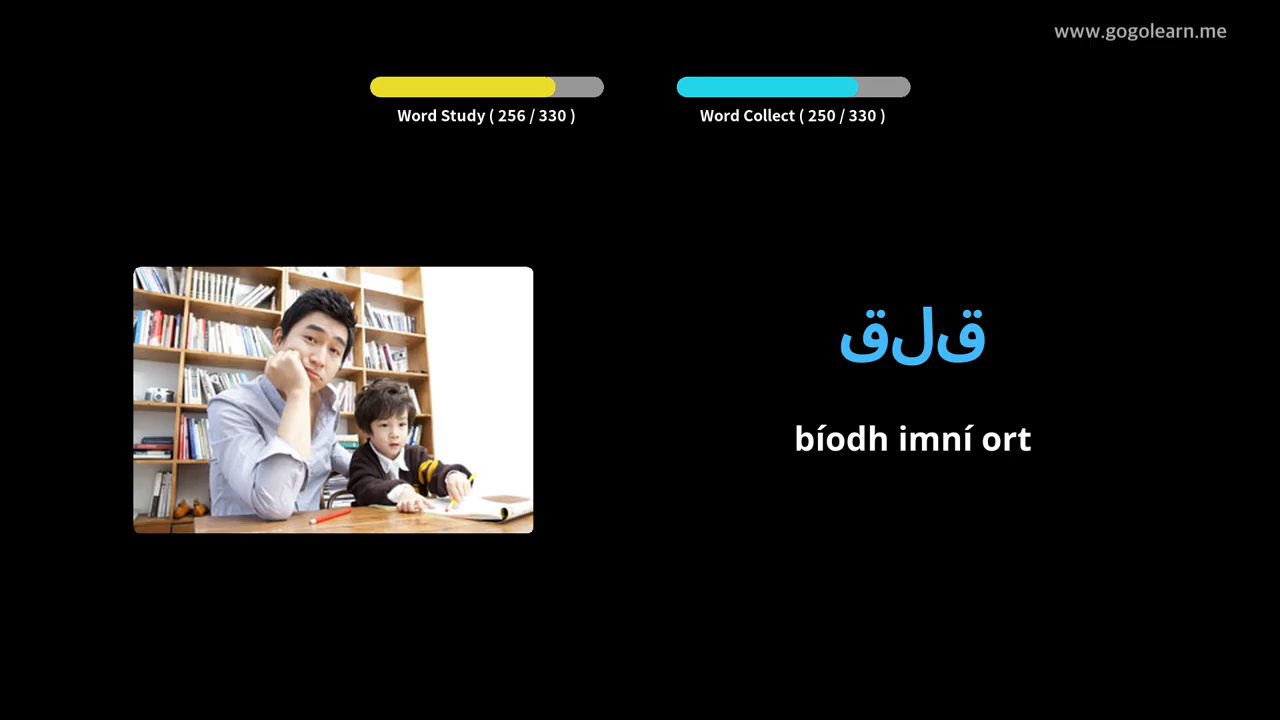 www.gogolearn.me
Word Study ( 256 / 330 )
Word Collect ( 250 / 330 )
قلق
bíodh imní ort